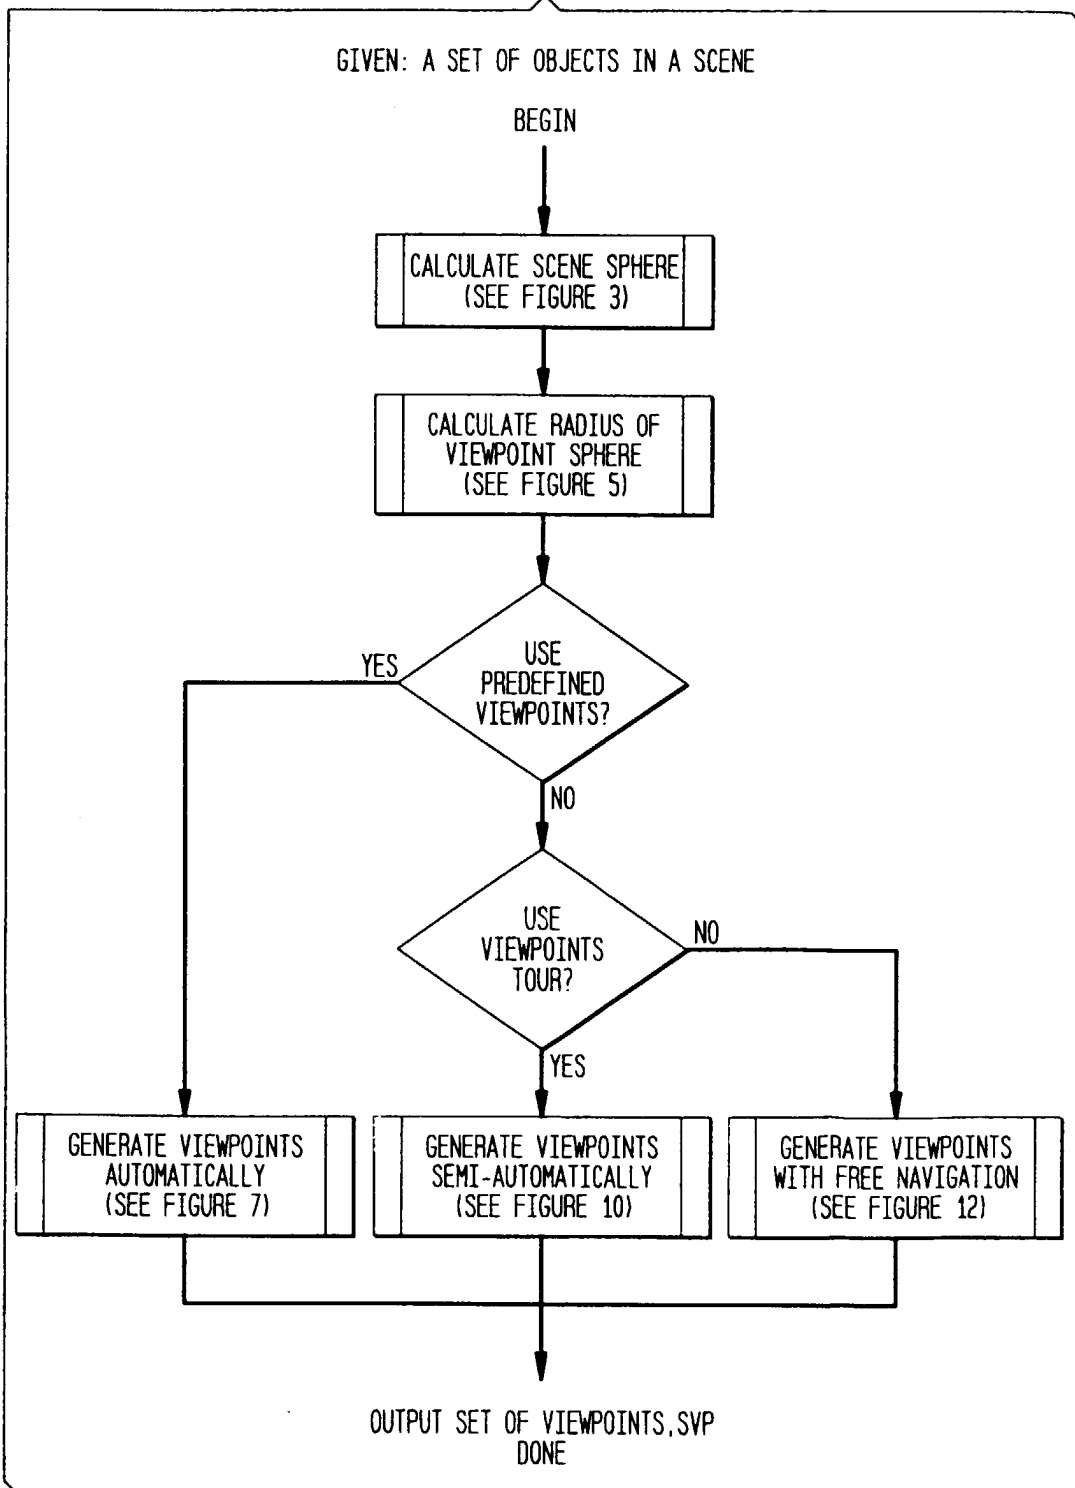 GIVEN: A SET OF OBJECTS IN A SCENE
BEGIN
CALCULATE SCENE SPHERE
(SEE FIGURE 3)
CALCULATE RADIUS OF
VIEWPOINT SPHERE
(SEE FIGURE 5)
USE
PREDEFINED
VIEWPOINTS?
YES
NO
USE
VIEWPOINTS
TOUR?
NO
YES
GENERATE VIEWPOINTS
AUTOMATICALLY
(SEE FIGURE 7)
GENERATE VIEWPOINTS
SEMI-AUTOMATICALLY
(SEE FIGURE 10)
GENERATE VIEWPOINTS
WITH FREE NAVIGATION
(SEE FIGURE 12)
OUTPUT SET OF VIEWPOINTS,SVP
DONE